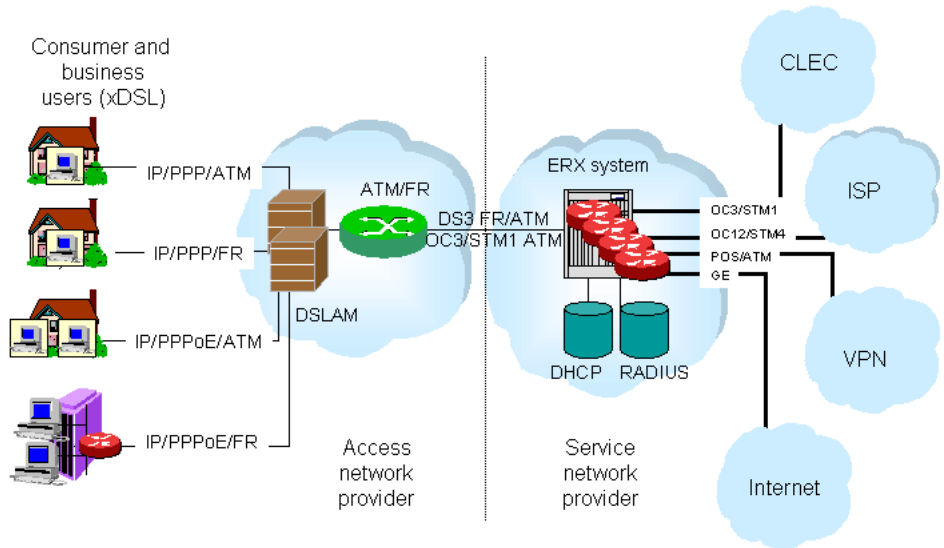 Consumer and
business
users (xDSL)
IP/PPP/ATM
IP/PPP/FR
IP/PPPoE/ATM
IP/PPPoE/FR
DSLAM
ATM/FR
DS3 FR/ATM
OC3/STM1 ATM
Access
network
provider
ERX system
DHCP
RADIUS
Service
network
provider
OC3/STM1
OC12/STM4
POS/ATM
GE
CLEC
ISP
VPN
Internet